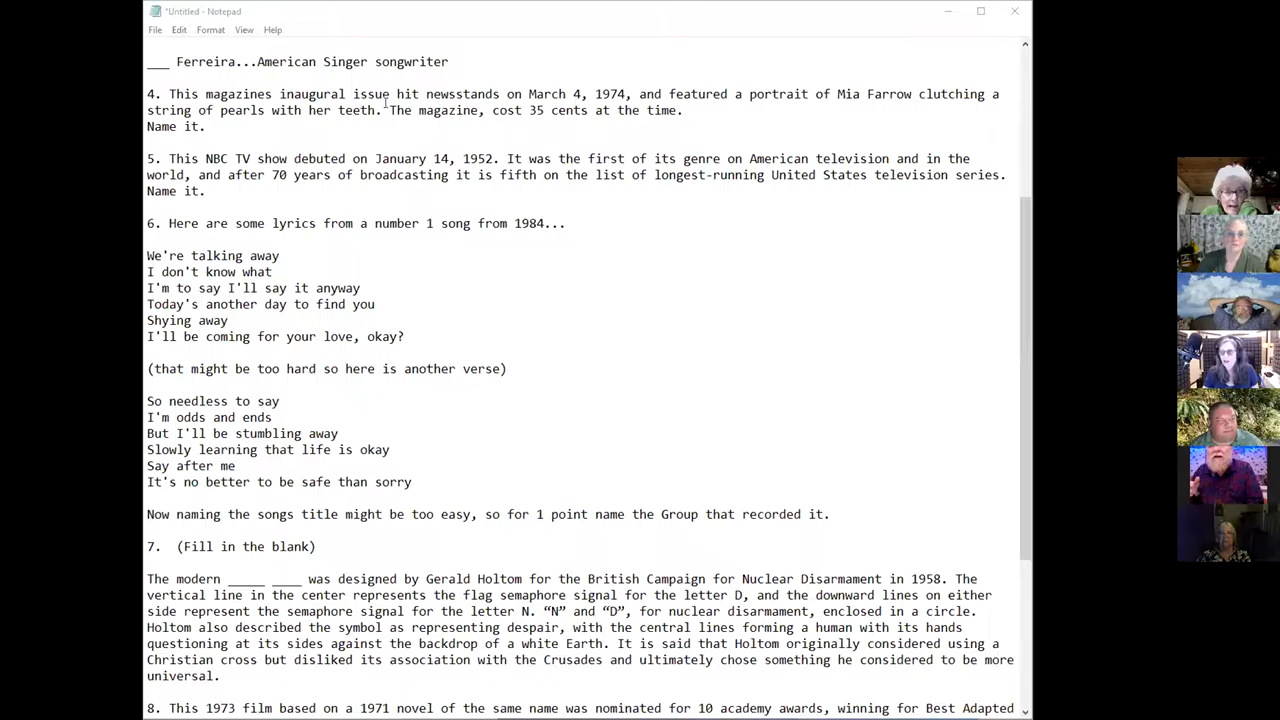 *Untitled - Notepad
File Edit Format View Help
___ Ferreira...American Singer songwriter
4. This magazines inaugural issue hit newsstands on March 4, 1974, and featured a portrait of Mia Farrow clutching a
string of pearls with her teeth. The magazine, cost 35 cents at the time.
Name it.
5. This NBC TV show debuted on January 14, 1952. It was the first of its genre on American television and in the
world, and after 70 years of broadcasting it is fifth on the list of longest-running United States television series.
Name it.
6. Here are some lyrics from a number 1 song from 1984...
We're talking away
I don't know what
I'm to say I'll say it anyway
Today's another day to find you
Shying away
I'll be coming for your love, okay?
(that might be too hard so here is another verse)
So needless to say
I'm odds and ends
But I'll be stumbling away
Slowly learning that life is okay
Say after me
It's no better to be safe than sorry
Now naming the songs title might be too easy, so for 1 point name the Group that recorded it.
7.  (Fill in the blank)
The modern _____ ____ was designed by Gerald Holtom for the British Campaign for Nuclear Disarmament in 1958. The
vertical line in the center represents the flag semaphore signal for the letter D, and the downward lines on either
side represent the semaphore signal for the letter N. “N” and “D”, for nuclear disarmament, enclosed in a circle.
Holtom also described the symbol as representing despair, with the central lines forming a human with its hands
questioning at its sides against the backdrop of a white Earth. It is said that Holtom originally considered using a
Christian cross but disliked its association with the Crusades and ultimately chose something he considered to be more
universal.
8. This 1973 film based on a 1971 novel of the same name was nominated for 10 academy awards, winning for Best Adapted